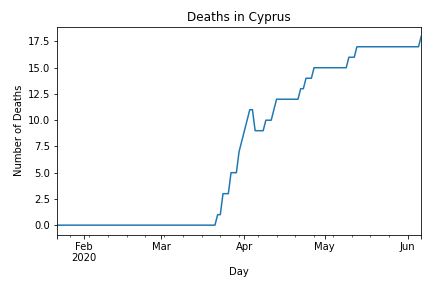 Deaths in Cyprus
Number of Deaths
17.5
15.0
12.5
10.0
7.5
5.0
2.5
0.0
Feb
2020
Mar
Apr
May
Jun
Day